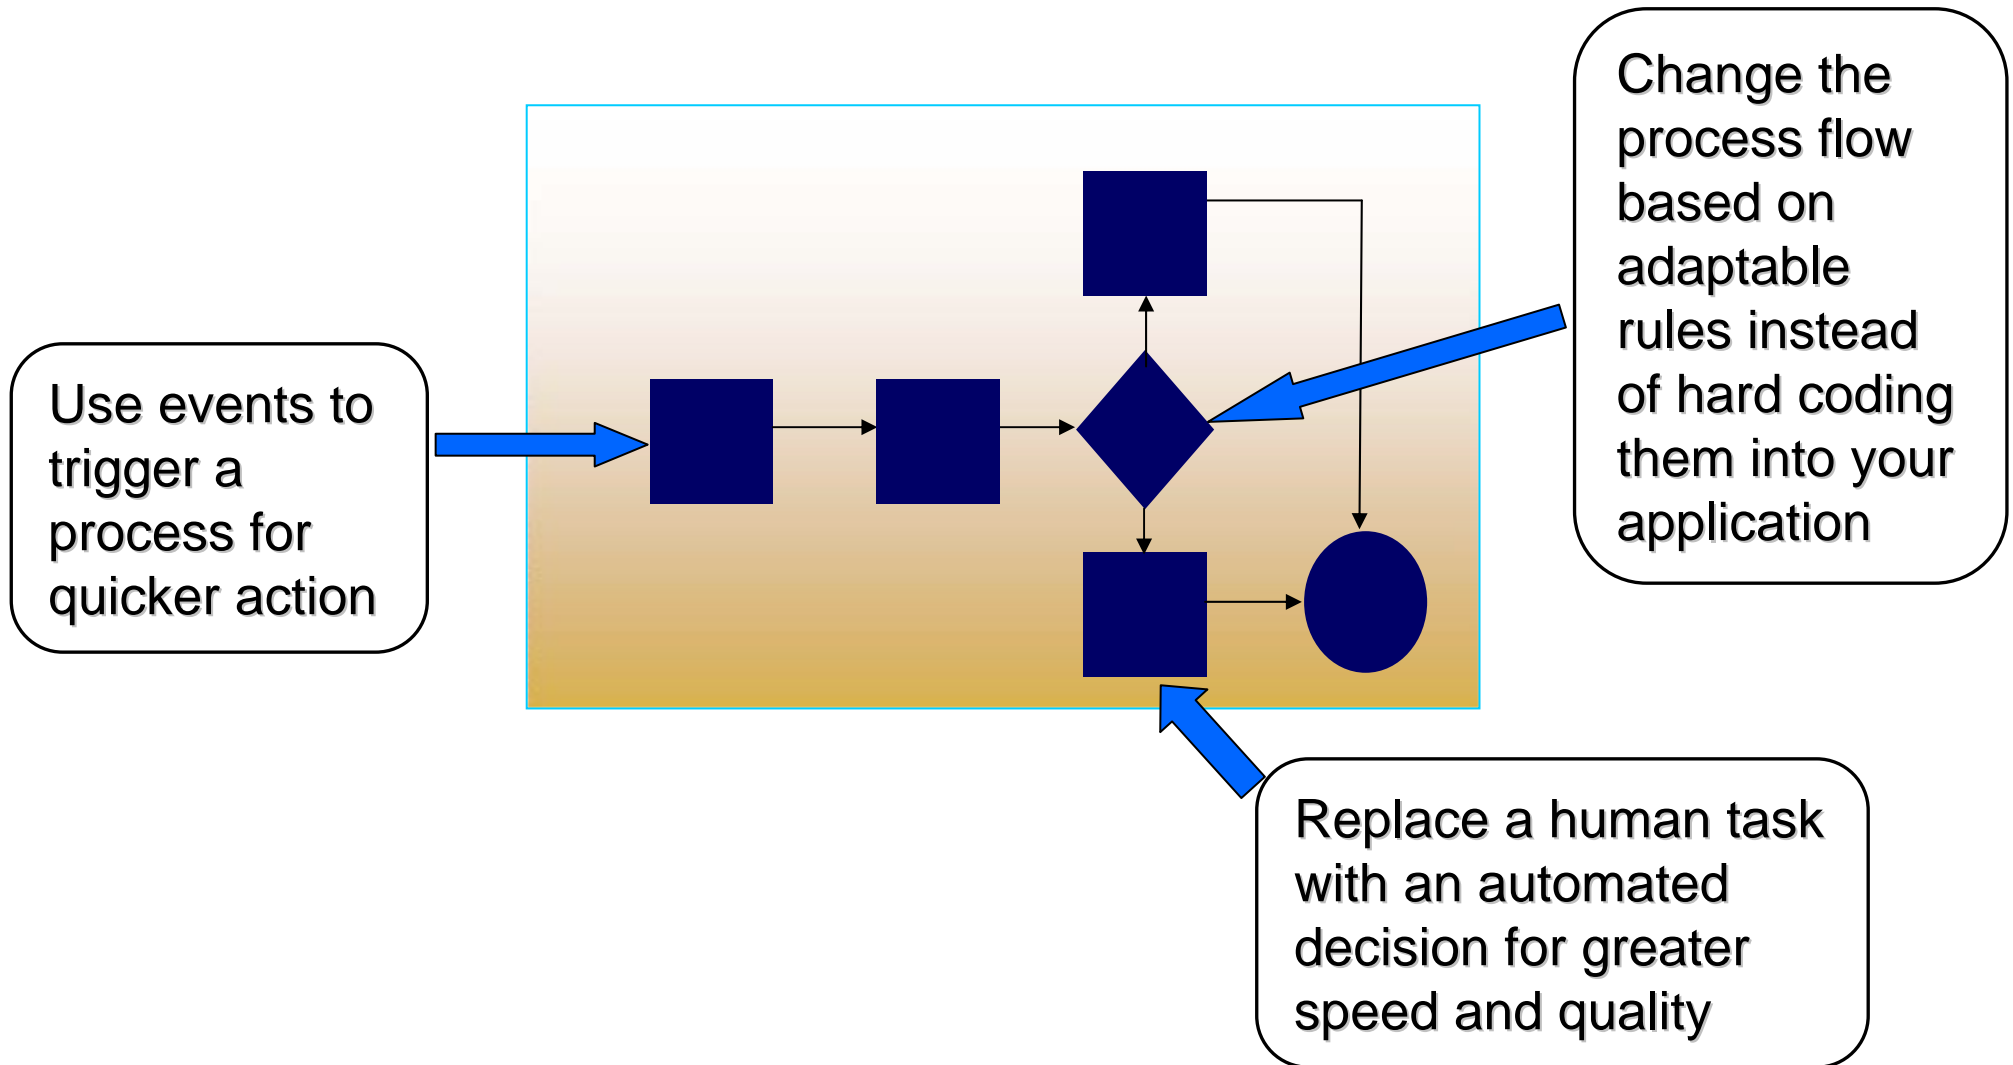 Use events to
trigger a
process for
quicker action
Change the
process flow
based on
adaptable
rules instead
of hard coding
them into your
application
Replace a human task
with an automated
decision for greater
speed and quality